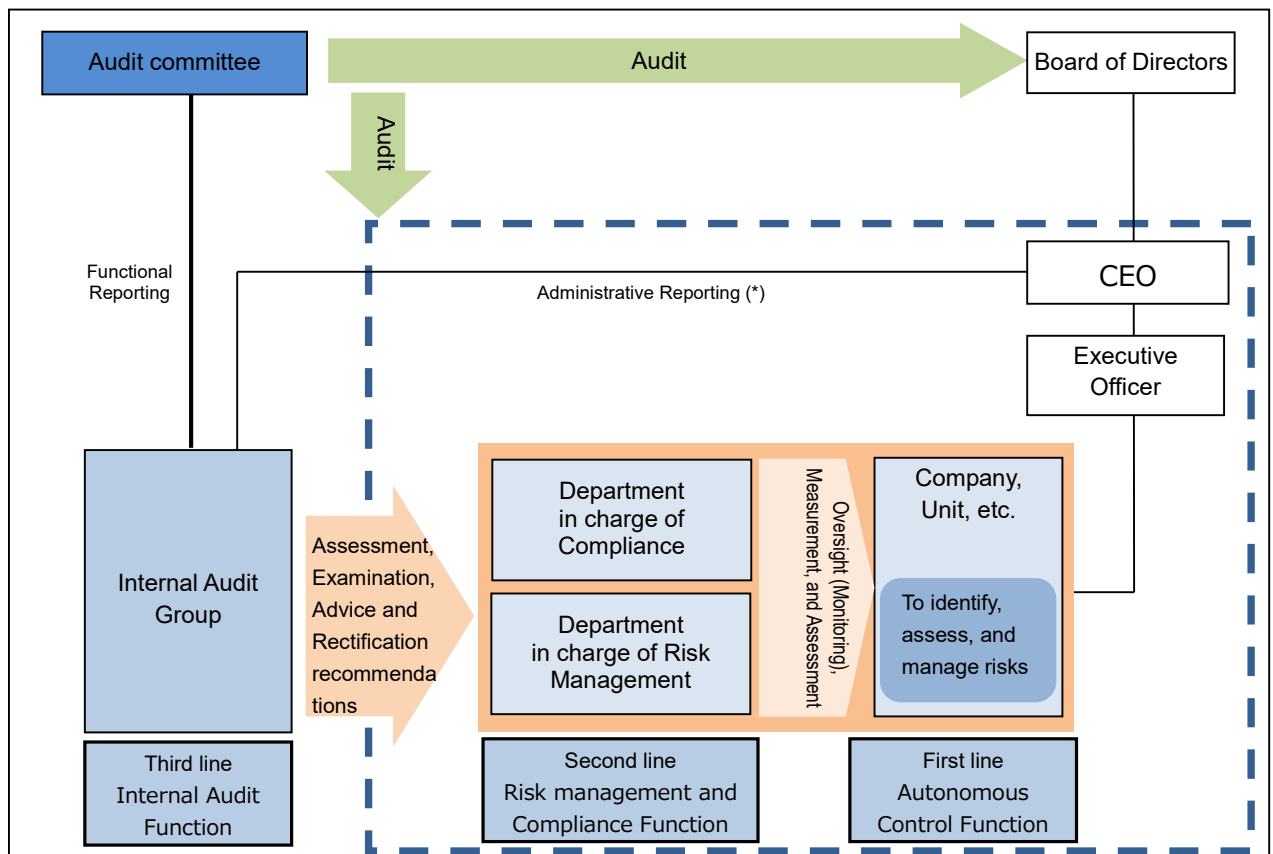 Audit committee
Audit
Board of Directors
Audit
Functional
Reporting
Administrative Reporting (*)
CEO
Executive
Officer
Internal Audit
Group
Assessment,
Examination,
Advice and
Rectification
recommenda
tions
Department
in charge of
Compliance
Department
in charge of Risk
Management
Oversight (Monitoring),
Measurement, and Assessment
Company,
Unit, etc.
To identify,
assess, and
manage risks
Third line
Internal Audit
Function
Second line
Risk management and
Compliance Function
First line
Autonomous
Control Function